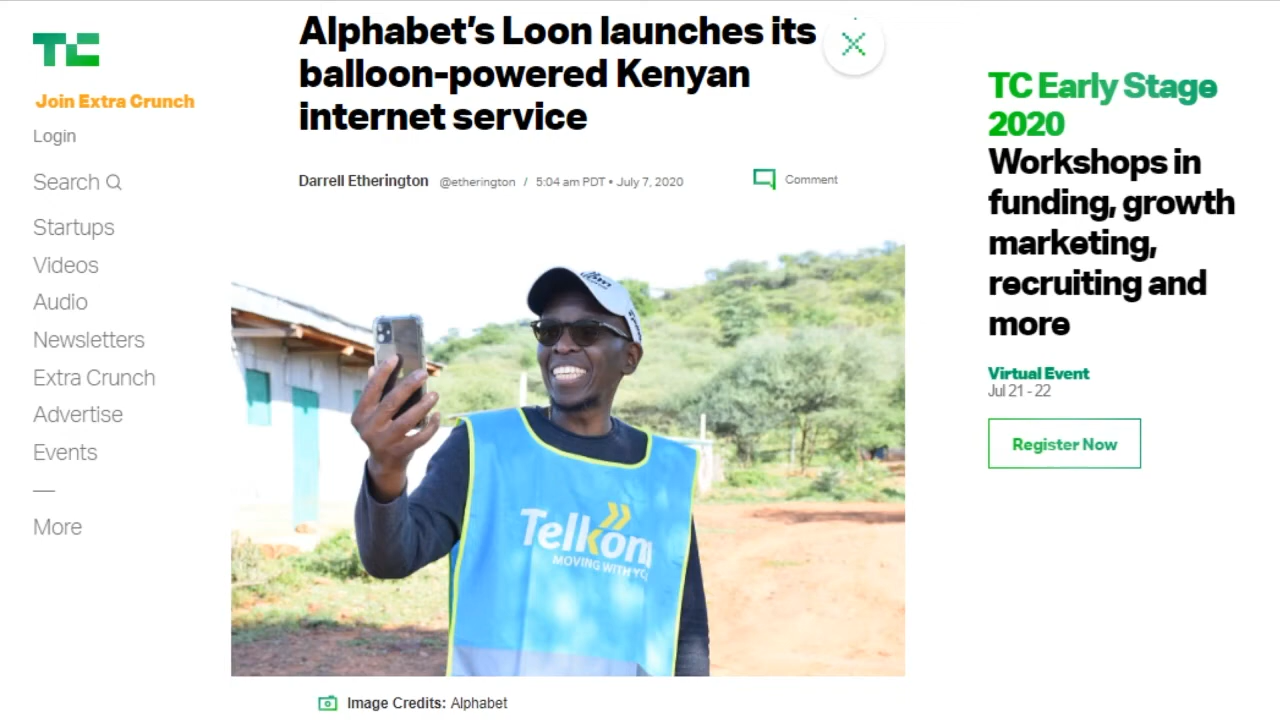 TC
Join Extra Crunch
Login
Search
Startups
Videos
Audio
Newsletters
Extra Crunch
Advertise
Events
—
More
Alphabet's Loon launches its
balloon-powered Kenyan
internet service
Darrell Etherington @etherington / 5:04 am PDT • July 7, 2020
Comment
Telkom
MOVING WITH
Image Credits: Alphabet
TC Early Stage
2020
Workshops in
funding, growth
marketing,
recruiting and
more
Virtual Event
Jul 21 - 22
Register Now